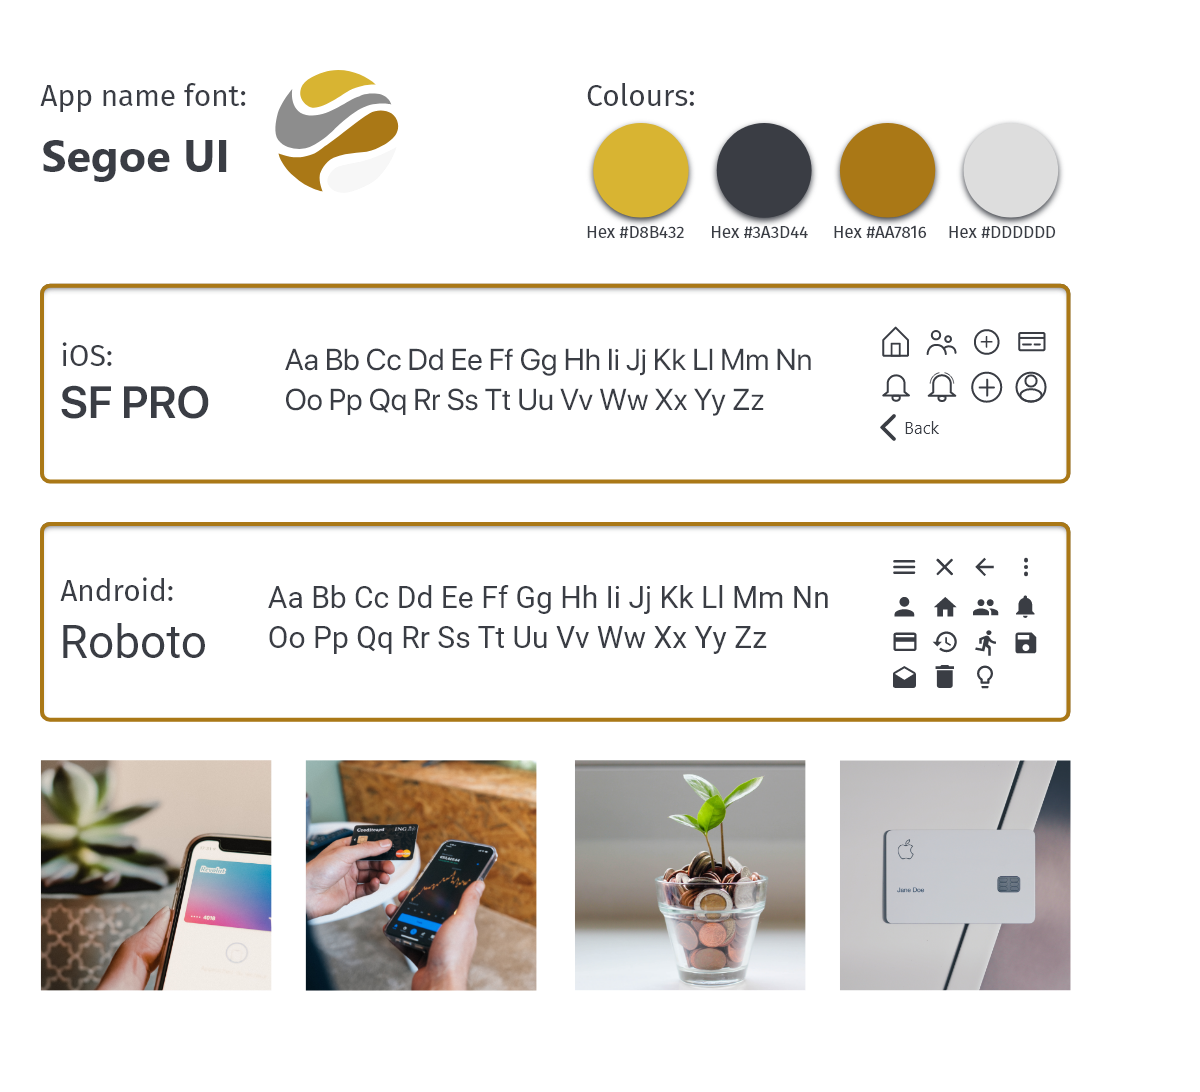 App name font:
Segoe UI
Colours:
Hex #D8B432
Hex #3A3D44
Hex #AA7816
Hex #DDDDDD
iOS:
SF PRO
Aa Bb Cc Dd Ee Ff Gg Hh Ii Jj Kk Ll Mm Nn
Oo Pp Qq Rr Ss Tt Uu Vv Ww Xx Yy Zz
Back
Android:
Roboto
Aa Bb Cc Dd Ee Ff Gg Hh Ii Jj Kk Ll Mm Nn
Oo Pp Qq Rr Ss Tt Uu Vv Ww Xx Yy Zz
Revolut
ING
Jane Doe